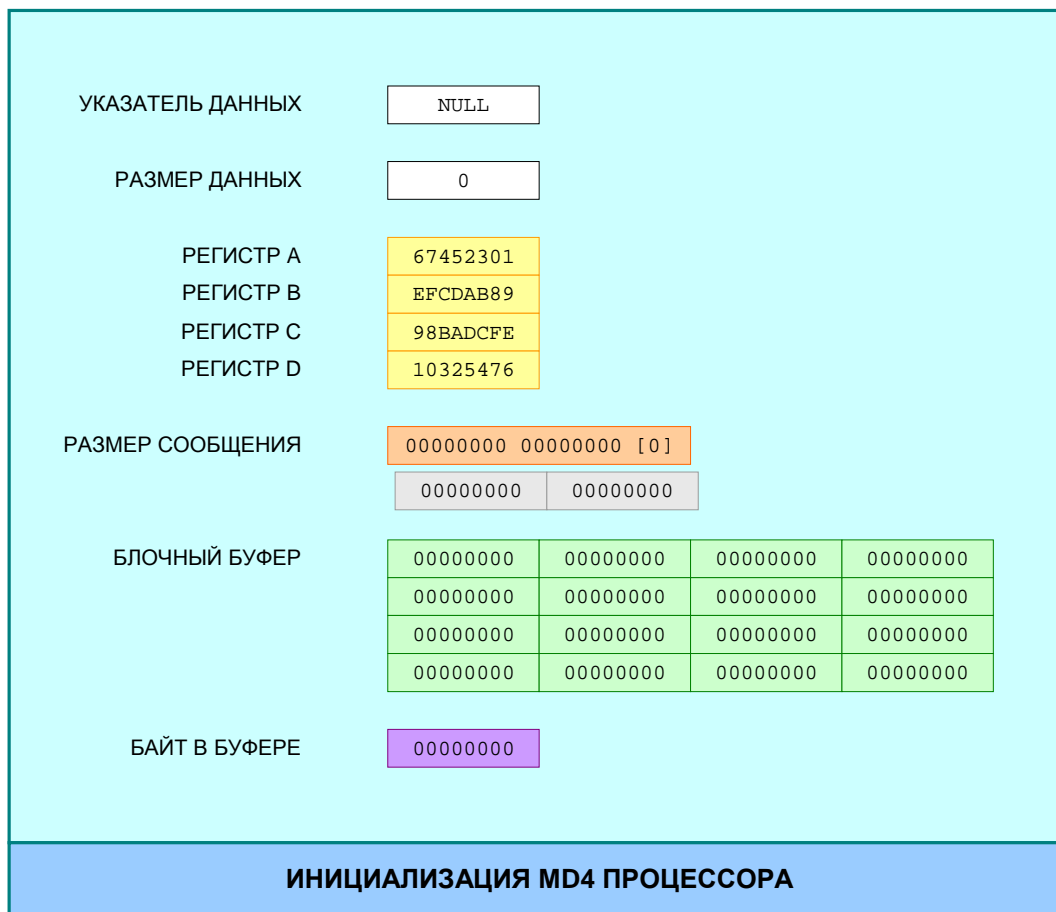 УКАЗАТЕЛЬ ДАННЫХ NULL
РАЗМЕР ДАННЫХ 0
РЕГИСТР A 67452301
РЕГИСТР B EFCDAB89
РЕГИСТР C 98BADCFE
РЕГИСТР D 10325476
РАЗМЕР СООБЩЕНИЯ 00000000 00000000 [0]
00000000 00000000
БЛОЧНЫЙ БУФЕР 00000000 00000000 00000000 00000000
00000000 00000000 00000000 00000000
00000000 00000000 00000000 00000000
00000000 00000000 00000000 00000000
БАЙТ В БУФЕРЕ 00000000
ИНИЦИАЛИЗАЦИЯ MD4 ПРОЦЕССОРА